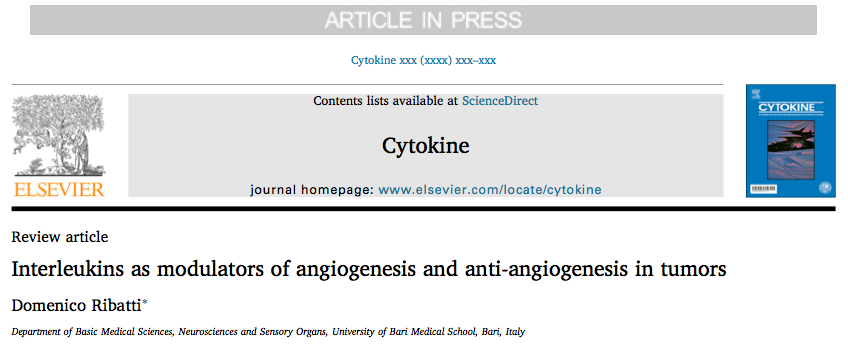 ARTICLE IN PRESS
Cytokine xxx (xxxx) xxx–xxx
Contents lists available at ScienceDirect
Cytokine
journal homepage: www.elsevier.com/locate/cytokine
ELSEVIER
CYTOKINE
Review article
Interleukins as modulators of angiogenesis and anti-angiogenesis in tumors
Domenico Ribatti*
Department of Basic Medical Sciences, Neurosciences and Sensory Organs, University of Bari Medical School, Bari, Italy